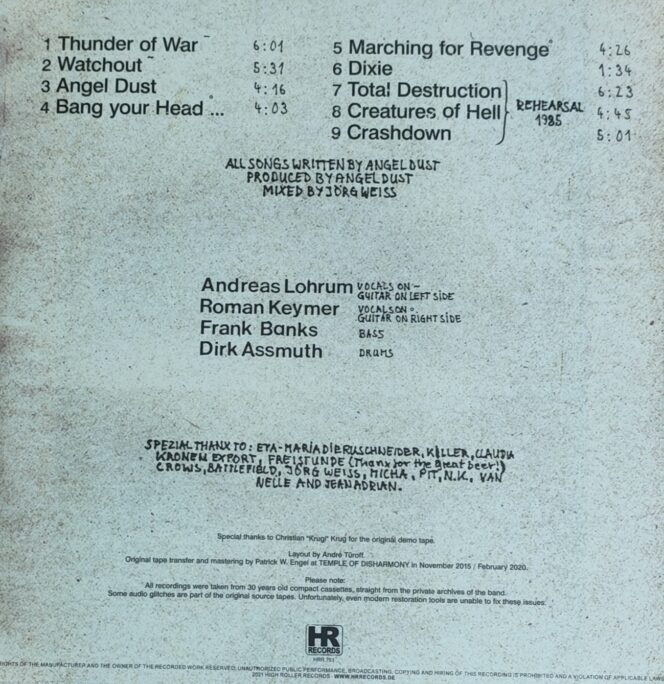 1 Thunder of War ~ 6:01
2 Watchout ~ 5:31
3 Angel Dust 4:16
4 Bang your Head ...° 4:03
5 Marching for Revenge° 4:26
6 Dixie 1:34
7 Total Destruction 6:23
8 Creatures of Hell 4:45
9 Crashdown 5:01
REHEARSAL
1985
ALL SONGS WRITTEN BY ANGEL DUST
PRODUCED BY ANGEL DUST
MIXED BY JÖRG WEISS
Andreas Lohrum VOCALS ON ~
GUITAR ON LEFT SIDE
Roman Keymer VOCALS ON °
GUITAR ON RIGHT SIDE
Frank Banks BASS
Dirk Assmuth DRUMS
SPEZIAL THANX TO: EVA-MARIA DIERUSCHNEIDER, KILLER, CLAUDIA
KRONEN EXPORT, FREISTUNDE (Thanx for the great beer!)
CROWS, BATTLEFIELD, JÖRG WEISS, MICHA, PIT, N.K. VAN
NELLE AND JEAN ADRIAN.
Special thanks to Christian "Krugi" Krug for the original demo tape.
Layout by André Türoff.
Original tape transfer and mastering by Patrick W. Engel at TEMPLE OF DISHARMONY in November 2015 / February 2020.
Please note:
All recordings were taken from 30 years old compact cassettes, straight from the private archives of the band.
Some audio glitches are part of the original source tapes. Unfortunately, even modern restoration tools are unable to fix these issues.
HR
RECORDS
HRR 751
RIGHTS OF THE MANUFACTURER AND THE OWNER OF THE RECORDED WORK RESERVED. UNAUTHORIZED PUBLIC PERFORMANCE, BROADCASTING, COPYING AND HIRING OF THIS RECORDING IS PROHIBITED AND A VIOLATION OF APPLICABLE LAWS
2021 HIGH ROLLER RECORDS · WWW.HRRECORDS.DE